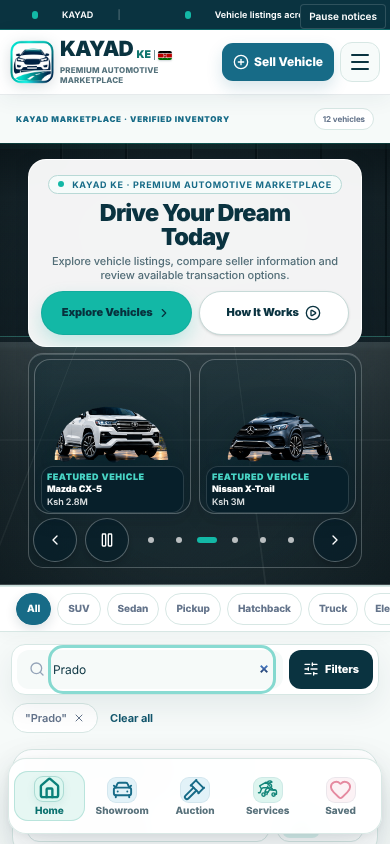 KAYAD
Vehicle listings acr
Pause notices
KAYAD KE
PREMIUM AUTOMOTIVE
MARKETPLACE
Sell Vehicle
KAYAD MARKETPLACE · VERIFIED INVENTORY
12 vehicles
KAYAD KE · PREMIUM AUTOMOTIVE MARKETPLACE
Drive Your Dream
Today
Explore vehicle listings, compare seller information and
review available transaction options.
Explore Vehicles
How It Works
FEATURED VEHICLE
Mazda CX-5
Ksh 2.8M
FEATURED VEHICLE
Nissan X-Trail
Ksh 3M
All
SUV
Sedan
Pickup
Hatchback
Truck
Ele
Prado
Filters
"Prado"
Clear all
Home
Showroom
Auction
Services
Saved